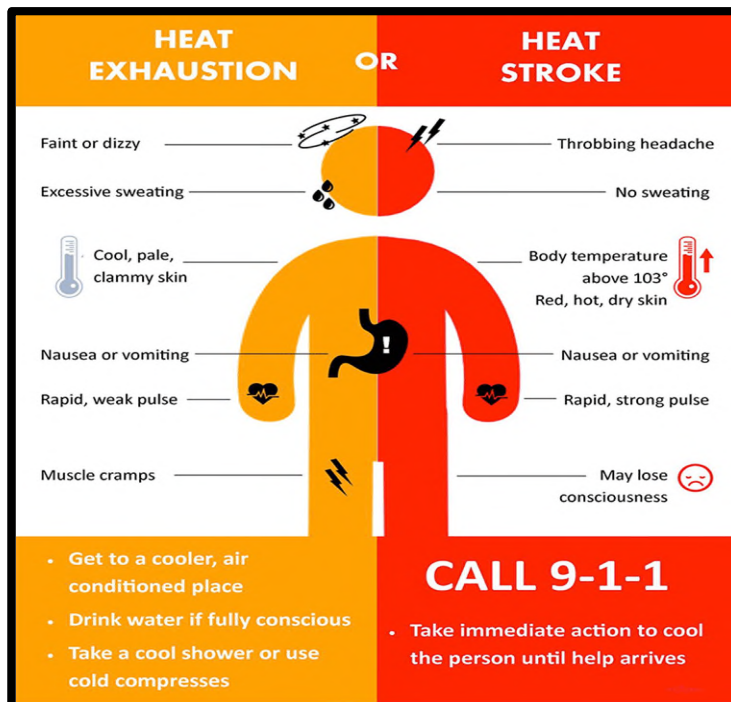 HEAT
EXHAUSTION
OR
HEAT
STROKE
Faint or dizzy
Excessive sweating
Cool, pale,
clammy skin
Nausea or vomiting
Rapid, weak pulse
Muscle cramps
Throbbing headache
No sweating
Body temperature
above 103°
Red, hot, dry skin
Nausea or vomiting
Rapid, strong pulse
May lose
consciousness
!
• Get to a cooler, air
conditioned place
• Drink water if fully conscious
• Take a cool shower or use
cold compresses
CALL 9-1-1
• Take immediate action to cool
the person until help arrives